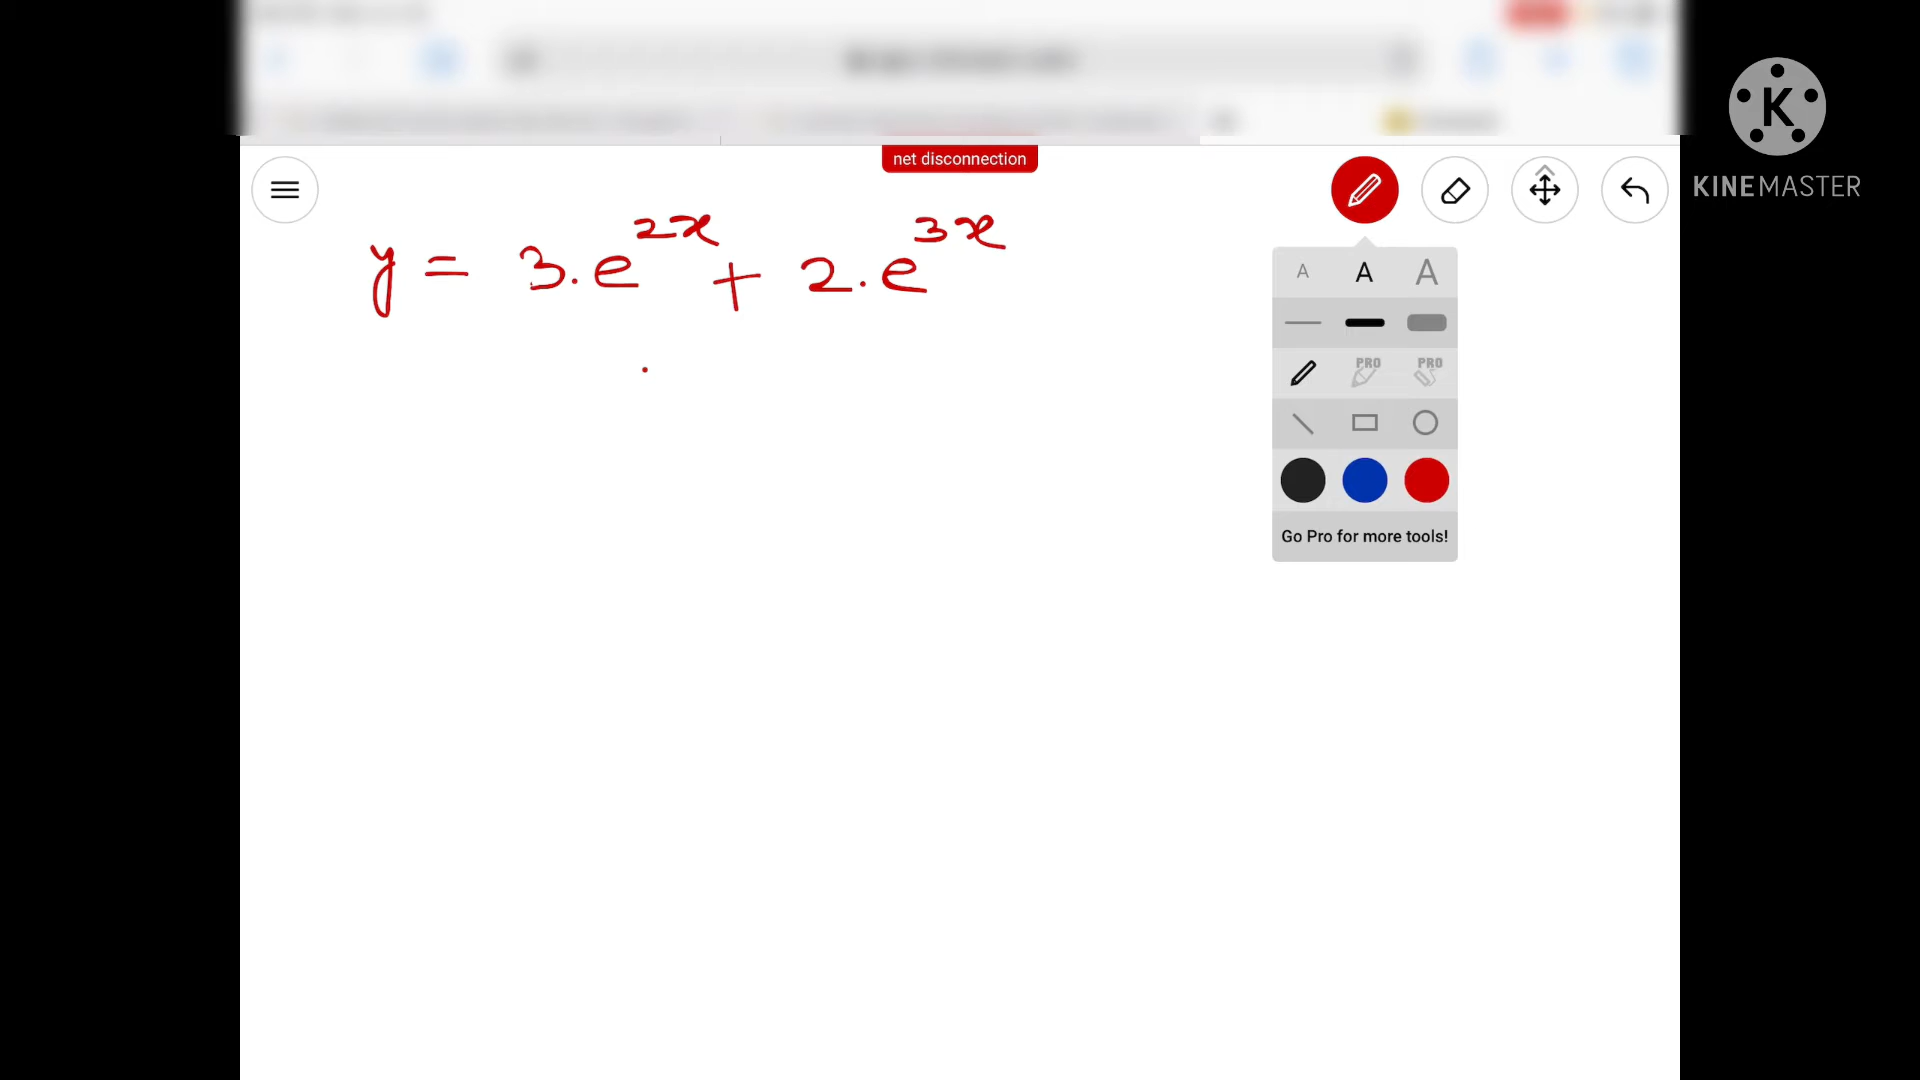 net disconnection
K
KINEMASTER
y = 3.e^2x + 2.e^3x
A A A
PRO PRO
Go Pro for more tools!